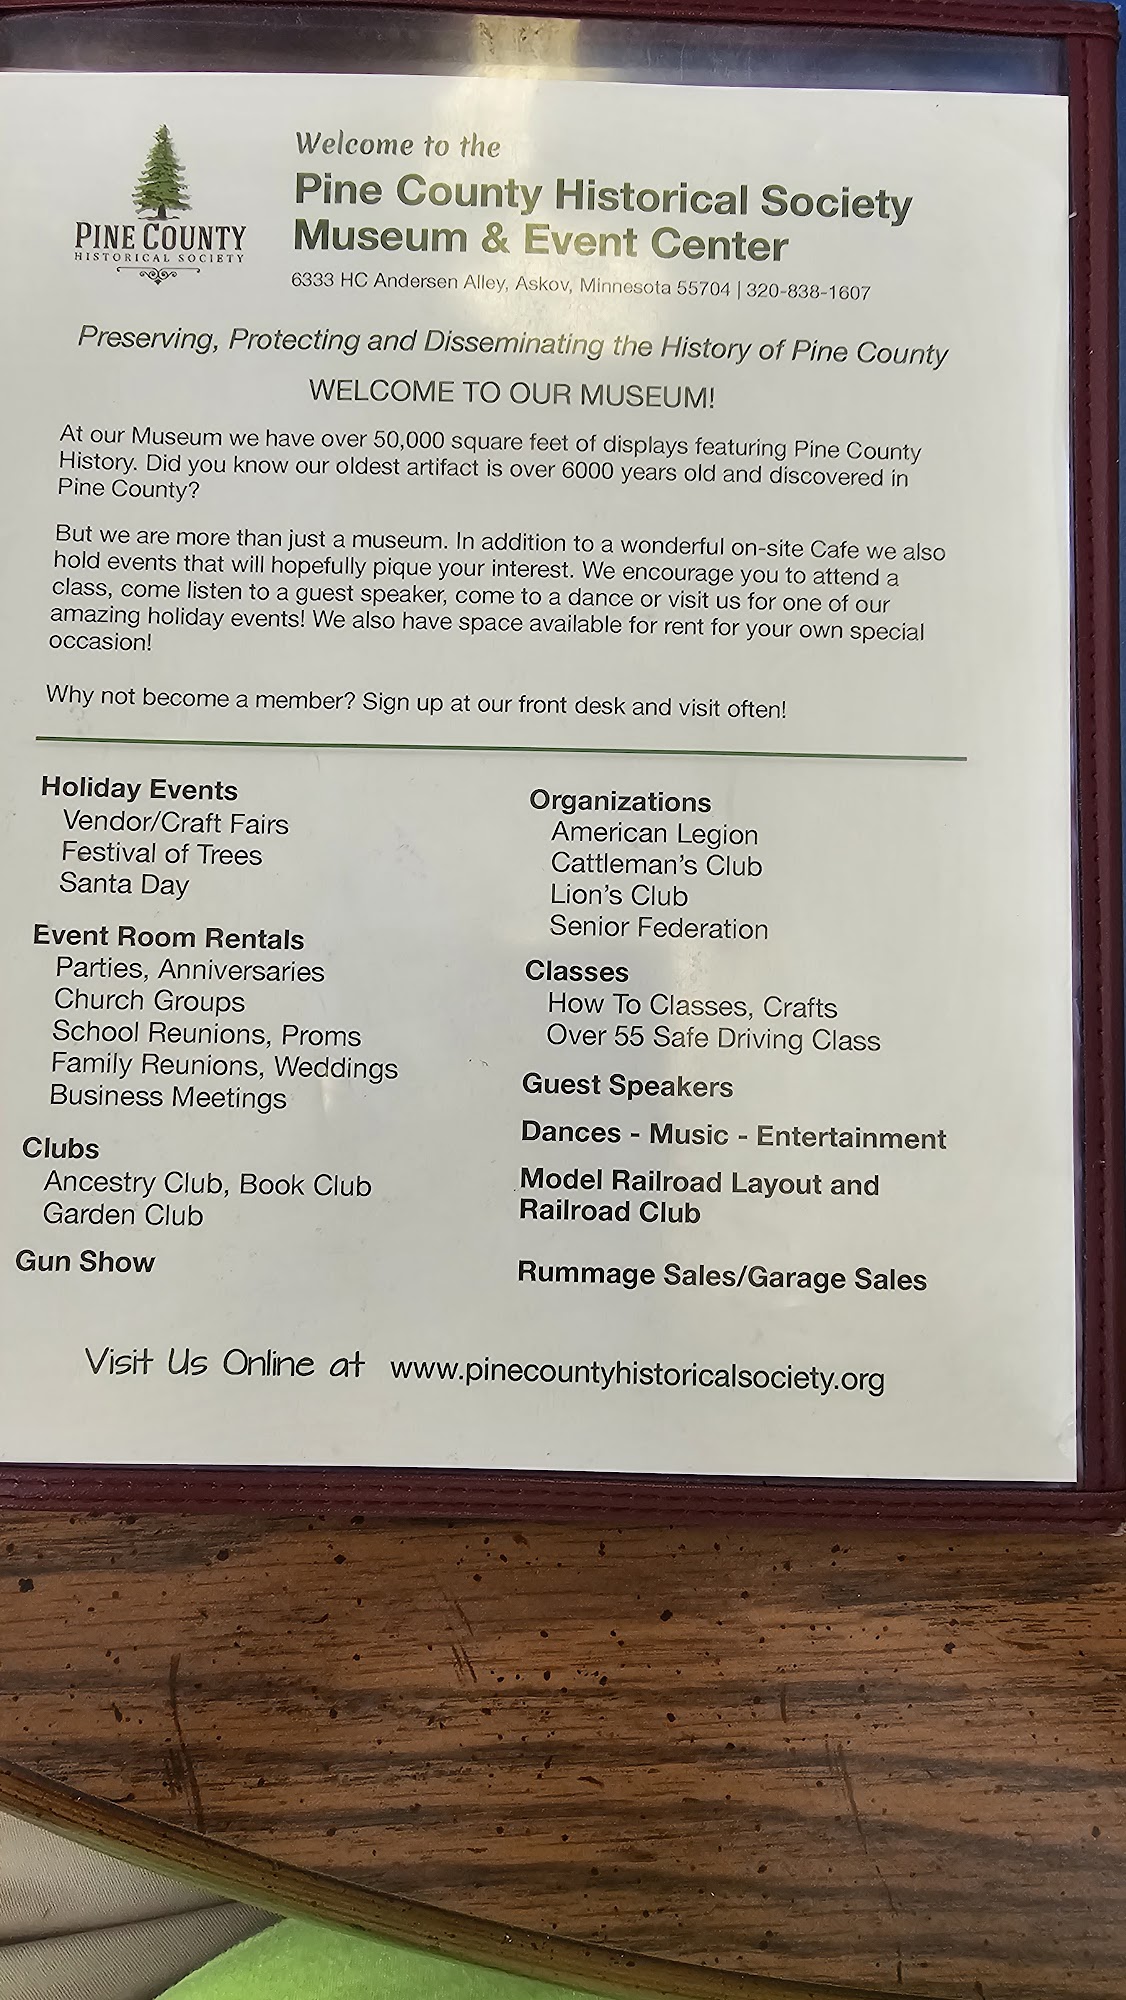 PINE COUNTY
HISTORICAL SOCIETY
Welcome to the
Pine County Historical Society
Museum & Event Center
6333 HC Andersen Alley, Askov, Minnesota 55704 | 320-838-1607
Preserving, Protecting and Disseminating the History of Pine County
WELCOME TO OUR MUSEUM!
At our Museum we have over 50,000 square feet of displays featuring Pine County
History. Did you know our oldest artifact is over 6000 years old and discovered in
Pine County?
But we are more than just a museum. In addition to a wonderful on-site Cafe we also
hold events that will hopefully pique your interest. We encourage you to attend a
class, come listen to a guest speaker, come to a dance or visit us for one of our
amazing holiday events! We also have space available for rent for your own special
occasion!
Why not become a member? Sign up at our front desk and visit often!
Holiday Events
Vendor/Craft Fairs
Festival of Trees
Santa Day
Event Room Rentals
Parties, Anniversaries
Church Groups
School Reunions, Proms
Family Reunions, Weddings
Business Meetings
Clubs
Ancestry Club, Book Club
Garden Club
Gun Show
Organizations
American Legion
Cattleman's Club
Lion's Club
Senior Federation
Classes
How To Classes, Crafts
Over 55 Safe Driving Class
Guest Speakers
Dances - Music - Entertainment
Model Railroad Layout and
Railroad Club
Rummage Sales/Garage Sales
Visit Us Online at www.pinecountyhistoricalsociety.org